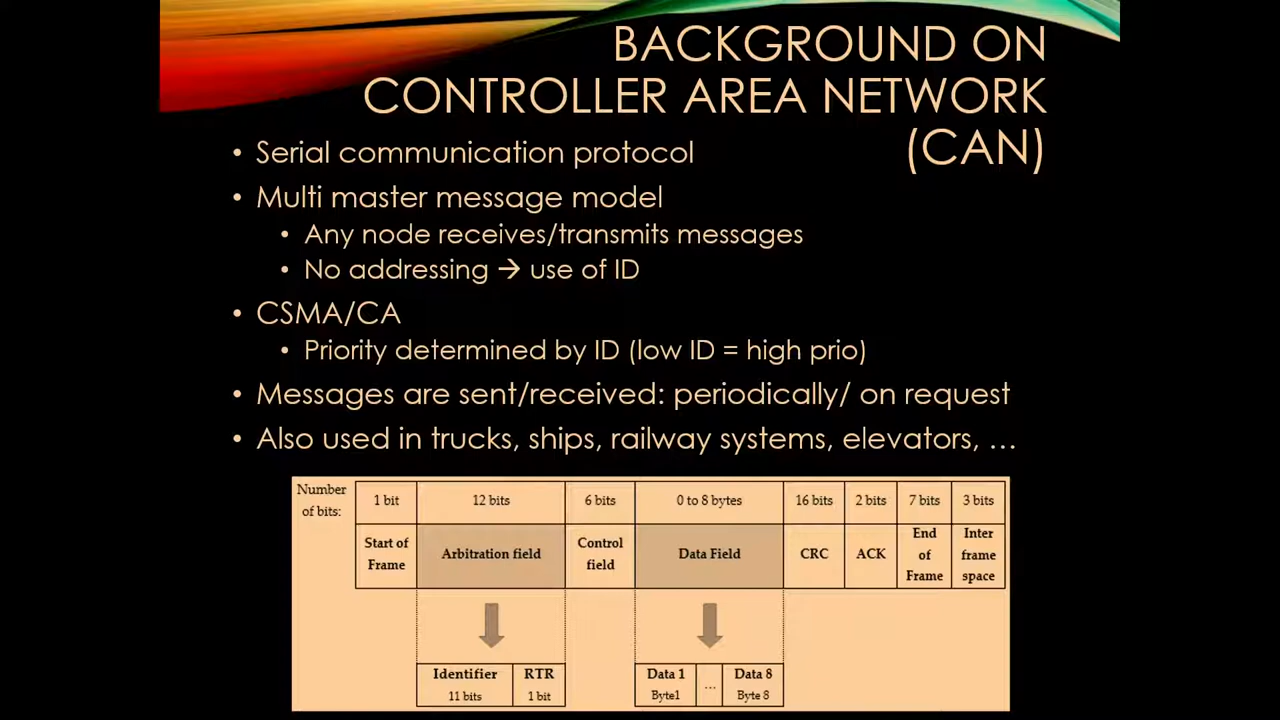 BACKGROUND ON
CONTROLLER AREA NETWORK
(CAN)
• Serial communication protocol
• Multi master message model
• Any node receives/transmits messages
• No addressing → use of ID
• CSMA/CA
• Priority determined by ID (low ID = high prio)
• Messages are sent/received: periodically/ on request
• Also used in trucks, ships, railway systems, elevators, …
Number of bits: 1 bit 12 bits 6 bits 0 to 8 bytes 16 bits 2 bits 7 bits 3 bits
Start of Frame Arbitration field Control field Data Field CRC ACK End of Frame Inter frame space
Identifier RTR Data 1 ... Data 8
11 bits 1 bit Byte1 Byte 8